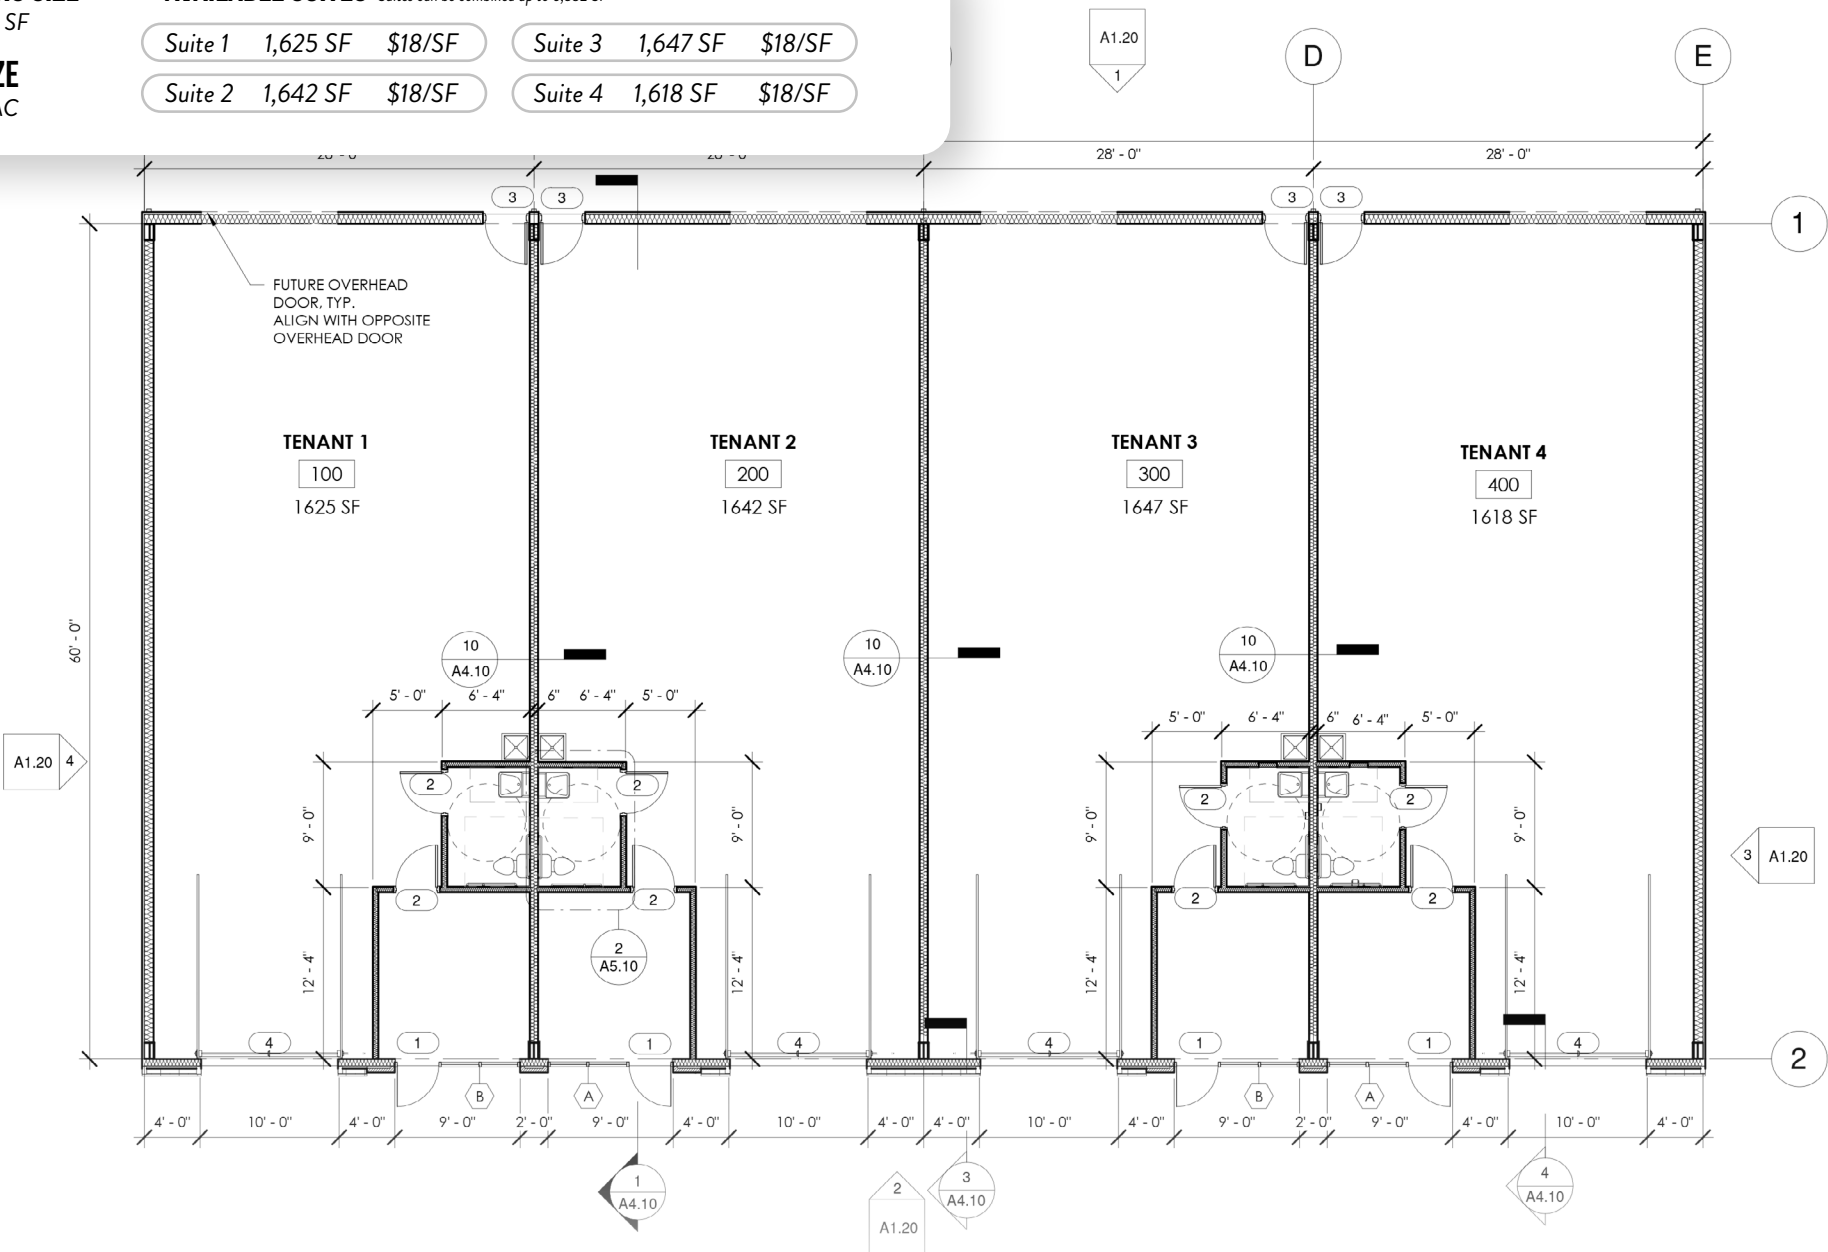 SF
Suite 1 1,625 SF $18/SF
Suite 3 1,647 SF $18/SF
AC
Suite 2 1,642 SF $18/SF
Suite 4 1,618 SF $18/SF
A1.20
1
D
E
28' - 0"
28' - 0"
3
3
3
3
1
FUTURE OVERHEAD
DOOR, TYP.
ALIGN WITH OPPOSITE
OVERHEAD DOOR
TENANT 1
100
1625 SF
TENANT 2
200
1642 SF
TENANT 3
300
1647 SF
TENANT 4
400
1618 SF
60' - 0"
10
A4.10
10
A4.10
10
A4.10
5' - 0"
6' - 4"
6"
6' - 4"
5' - 0"
5' - 0"
6' - 4"
6"
6' - 4"
5' - 0"
A1.20
4
9' - 0"
2
2
9' - 0"
9' - 0"
2
2
9' - 0"
3
A1.20
2
2
2
2
12' - 4"
2
A5.10
12' - 4"
12' - 4"
12' - 4"
4
1
1
4
4
1
1
4
2
B
A
B
A
4' - 0"
10' - 0"
4' - 0"
9' - 0"
2' - 0"
9' - 0"
4' - 0"
10' - 0"
4' - 0"
4' - 0"
10' - 0"
4' - 0"
9' - 0"
2' - 0"
9' - 0"
4' - 0"
10' - 0"
4' - 0"
1
A4.10
2
A1.20
3
A4.10
4
A4.10